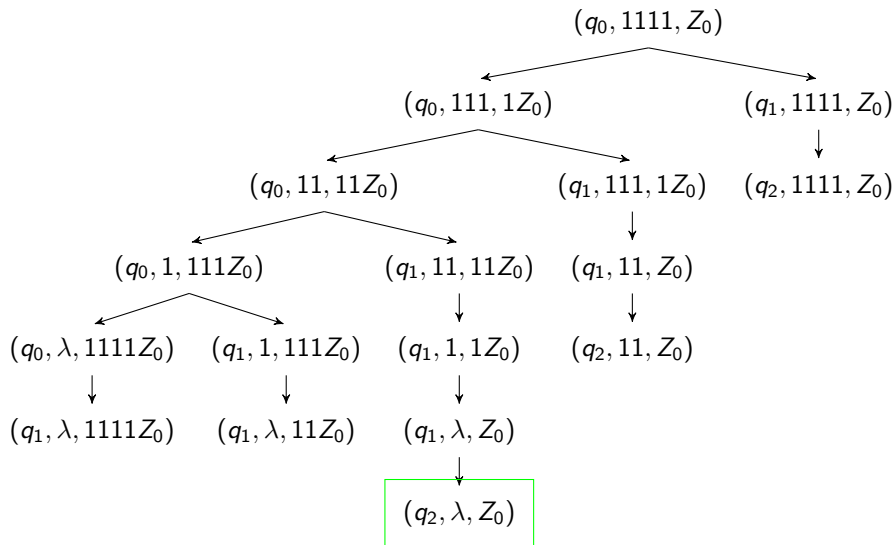 (q₀, 1111, Z₀)
(q₀, 111, 1Z₀) (q₁, 1111, Z₀)
(q₀, 11, 11Z₀) (q₁, 111, 1Z₀) (q₂, 1111, Z₀)
(q₀, 1, 111Z₀) (q₁, 11, 11Z₀) (q₁, 11, Z₀)
(q₀, λ, 1111Z₀) (q₁, 1, 111Z₀) (q₁, 1, 1Z₀) (q₂, 11, Z₀)
(q₁, λ, 1111Z₀) (q₁, λ, 11Z₀) (q₁, λ, Z₀)
(q₂, λ, Z₀)